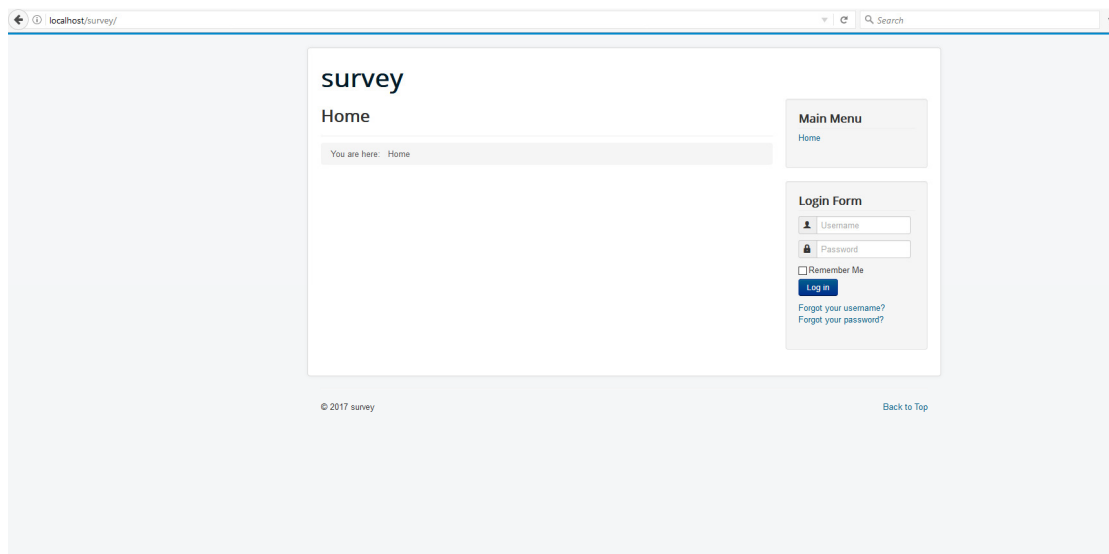 localhost/survey/
Search
survey
Home
You are here: Home
Main Menu
Home
Login Form
Username
Password
Remember Me
Log in
Forgot your username?
Forgot your password?
© 2017 survey
Back to Top